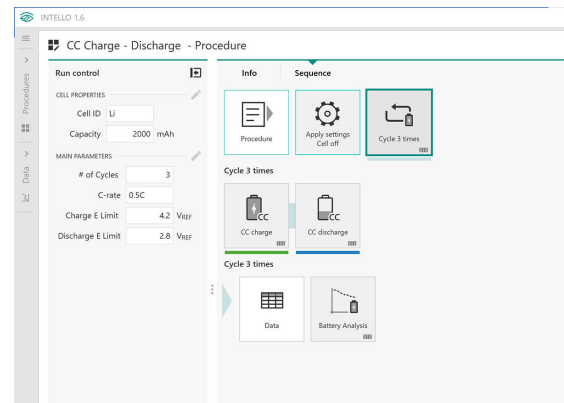 INTELLO 1.6
CC Charge - Discharge - Procedure
Procedures
Data
Run control
CELL PROPERTIES
Cell ID Li
Capacity 2000 mAh
MAIN PARAMETERS
# of Cycles 3
C-rate 0.5C
Charge E Limit 4.2 VREF
Discharge E Limit 2.8 VREF
Info Sequence
Procedure
Apply settings
Cell off
Cycle 3 times
Cycle 3 times
CC
CC charge
CC
CC discharge
Cycle 3 times
Data
Battery Analysis